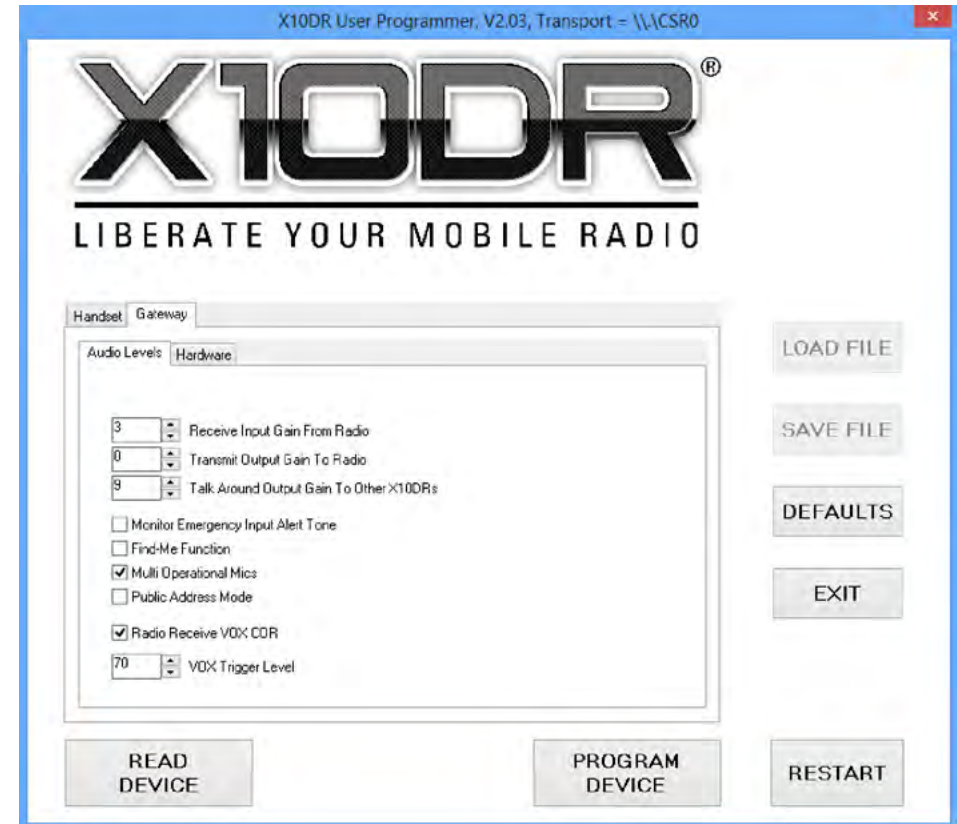 X10DR User Programmer, V2.03, Transport = \\.\CSR0
X10DR®
LIBERATE YOUR MOBILE RADIO
Handset Gateway
Audio Levels Hardware
3 Receive Input Gain From Radio
0 Transmit Output Gain To Radio
9 Talk Around Output Gain To Other X10DRs
Monitor Emergency Input Alert Tone
Find-Me Function
Multi Operational Mics
Public Address Mode
Radio Receive VOX COR
70 VOX Trigger Level
LOAD FILE
SAVE FILE
DEFAULTS
EXIT
READ
DEVICE
PROGRAM
DEVICE
RESTART